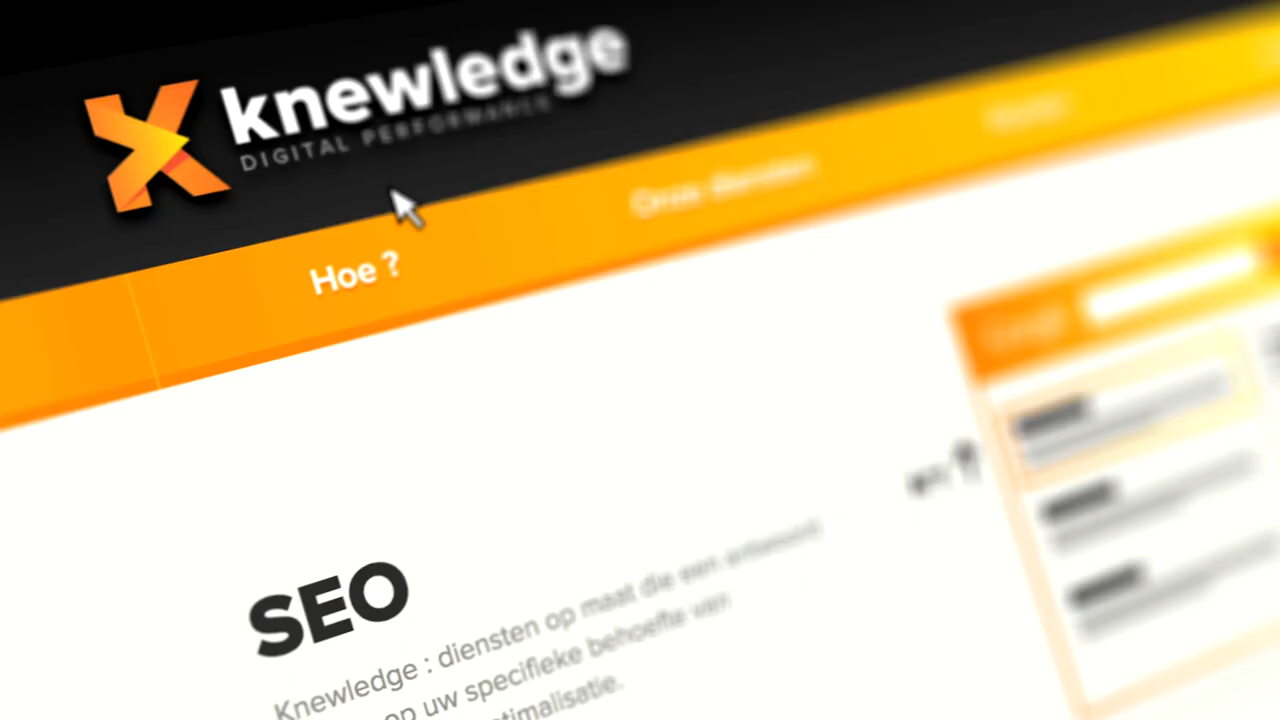 knewledge
DIGITAL PERFORMANCE
Hoe ?
Onze diensten
SEO
Knewledge : diensten op maat die een antwoord
op uw specifieke behoefte van